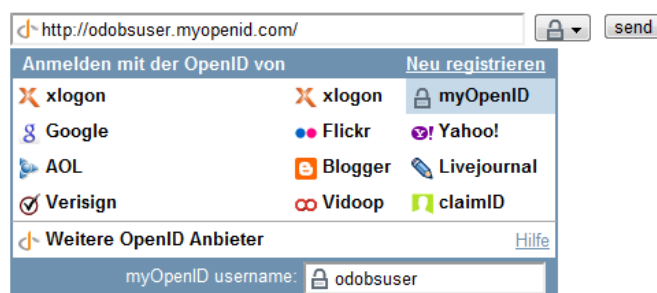 http://odobsuser.myopenid.com/ send
Anmelden mit der OpenID von Neu registrieren
xlogon xlogon myOpenID
Google Flickr Yahoo!
AOL Blogger Livejournal
Verisign Vidoop claimID
Weitere OpenID Anbieter Hilfe
myOpenID username: odobsuser